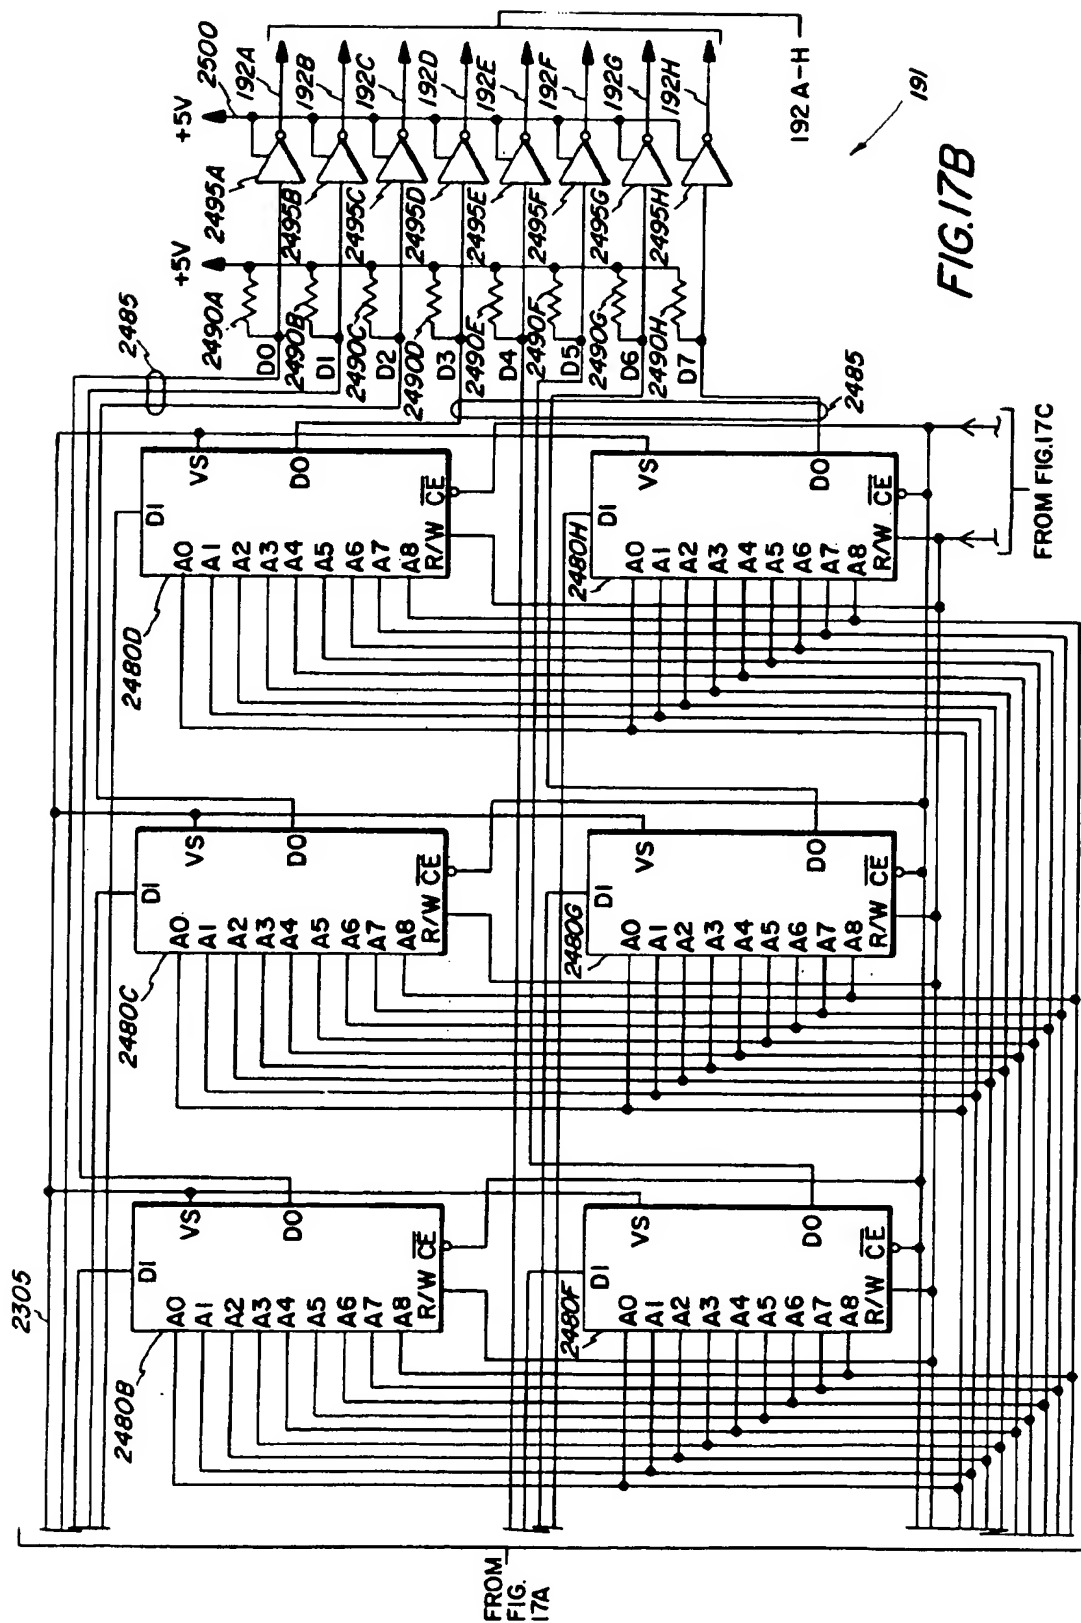 FROM
FIG.
17A
2305
2480B
A0
A1
A2
A3
A4
A5
A6
A7
A8
R/W
CE
DI
VS
DO
2480C
A0
A1
A2
A3
A4
A5
A6
A7
A8
R/W
CE
DI
VS
DO
2480D
A0
A1
A2
A3
A4
A5
A6
A7
A8
R/W
CE
DI
VS
DO
2480F
A0
A1
A2
A3
A4
A5
A6
A7
A8
R/W
CE
DI
VS
DO
2480G
A0
A1
A2
A3
A4
A5
A6
A7
A8
R/W
CE
DI
VS
DO
2480H
A0
A1
A2
A3
A4
A5
A6
A7
A8
R/W
CE
DI
VS
DO
2485
2485
FROM FIG.17C
+5V
2490A
D0
2490B
D1
2490C
D2
2490D
D3
2490E
D4
2490F
D5
2490G
D6
2490H
D7
+5V
2500
2495A
2495B
2495C
2495D
2495E
2495F
2495G
2495H
192A
192B
192C
192D
192E
192F
192G
192H
192 A-H
191
FIG.17B